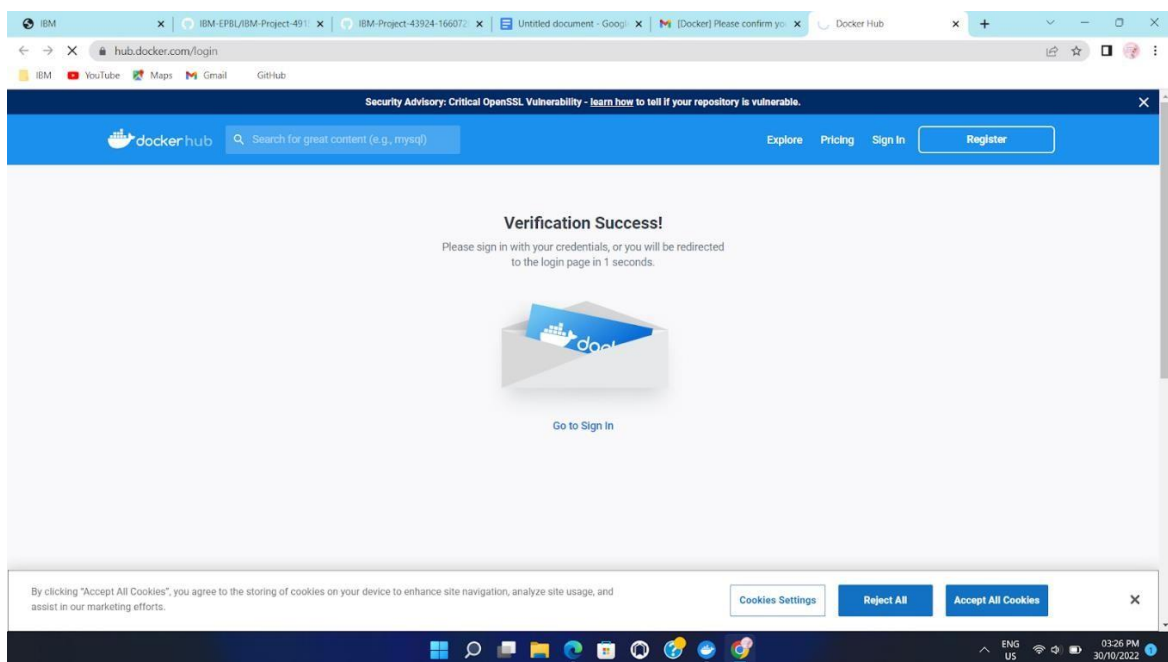 IBM
IBM-EPBL/IBM-Project-491
IBM-Project-43924-166072
Untitled document - Googl
[Docker] Please confirm yo
Docker Hub
hub.docker.com/login
IBM
YouTube
Maps
Gmail
GitHub
Security Advisory: Critical OpenSSL Vulnerability - learn how to tell if your repository is vulnerable.
dockerhub
Search for great content (e.g., mysql)
Explore
Pricing
Sign In
Register
Verification Success!
Please sign in with your credentials, or you will be redirected
to the login page in 1 seconds.
Go to Sign In
By clicking "Accept All Cookies", you agree to the storing of cookies on your device to enhance site navigation, analyze site usage, and
assist in our marketing efforts.
Cookies Settings
Reject All
Accept All Cookies
ENG
US
03:26 PM
30/10/2022
1